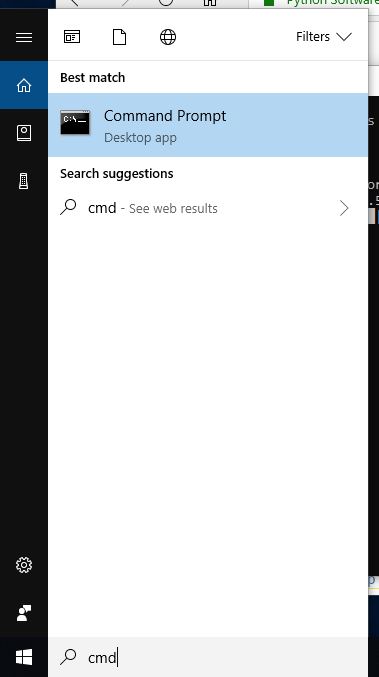 Python Software
Filters
Best match
Command Prompt
Desktop app
Search suggestions
cmd - See web results
cmd